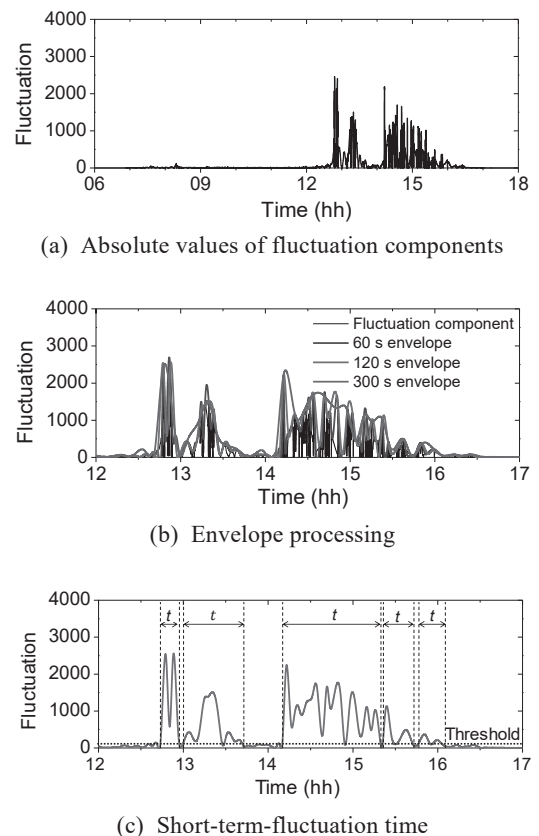 4000
3000
2000
1000
0
Fluctuation
06 09 12 15 18
Time (hh)
(a) Absolute values of fluctuation components
4000
3000
2000
1000
0
Fluctuation
Fluctuation component
60 s envelope
120 s envelope
300 s envelope
12 13 14 15 16 17
Time (hh)
(b) Envelope processing
4000
3000
2000
1000
0
Fluctuation
t t t t t
Threshold
12 13 14 15 16 17
Time (hh)
(c) Short-term-fluctuation time